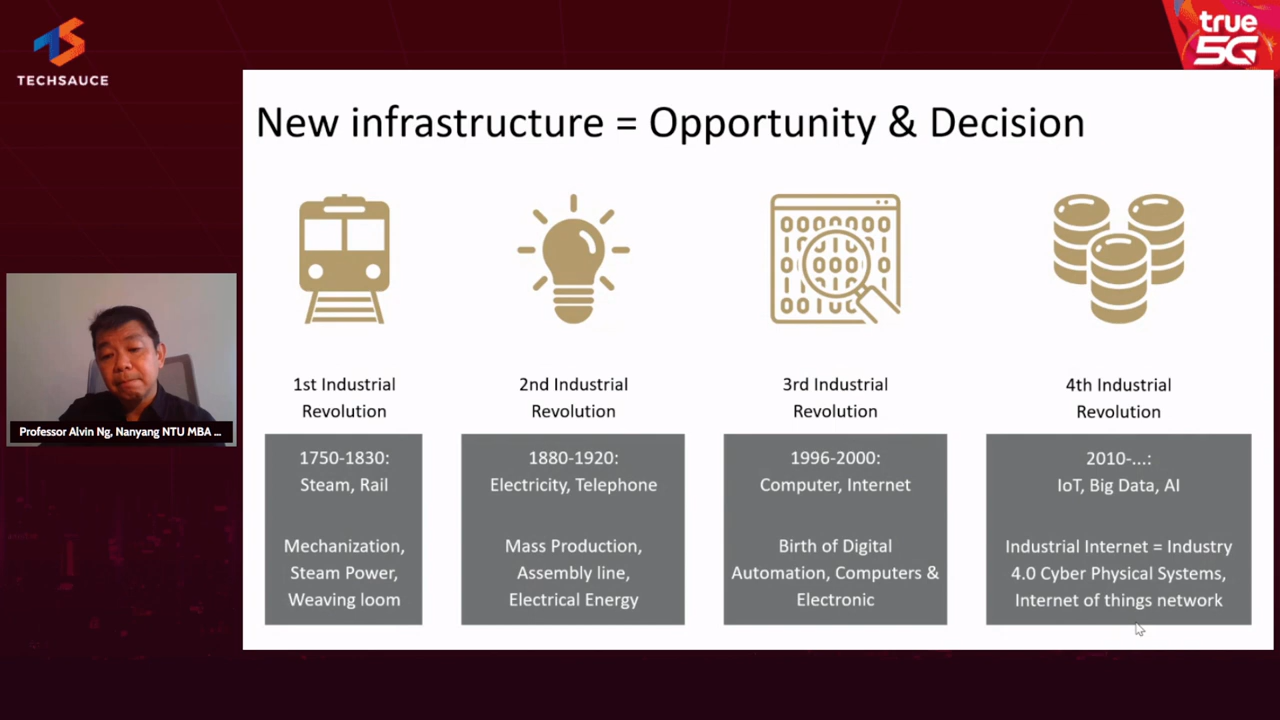 TECHSAUCE
true
5G
New infrastructure = Opportunity & Decision
1st Industrial
Revolution
2nd Industrial
Revolution
3rd Industrial
Revolution
4th Industrial
Revolution
1750-1830:
Steam, Rail
Mechanization,
Steam Power,
Weaving loom
1880-1920:
Electricity, Telephone
Mass Production,
Assembly line,
Electrical Energy
1996-2000:
Computer, Internet
Birth of Digital
Automation, Computers &
Electronic
2010-...:
IoT, Big Data, AI
Industrial Internet = Industry
4.0 Cyber Physical Systems,
Internet of things network
Professor Alvin Ng, Nanyang NTU MBA ...